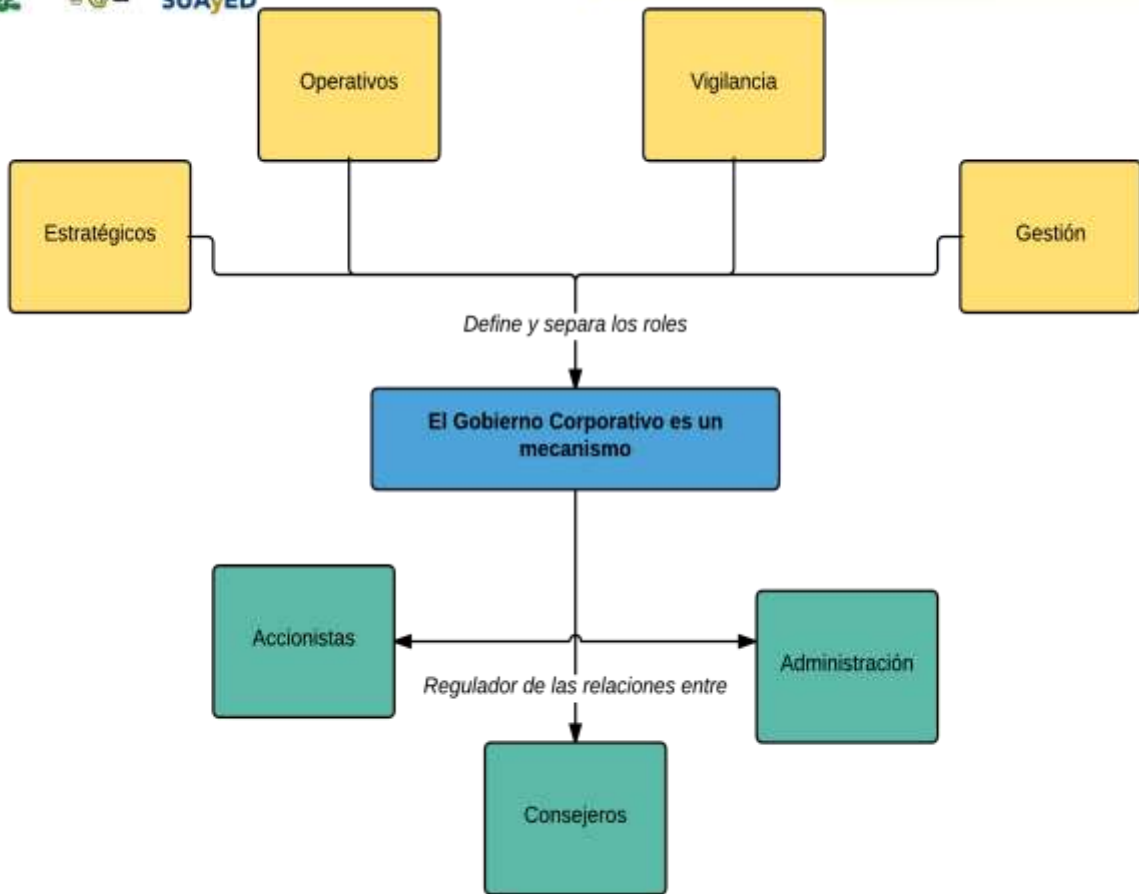 SUAyED
Operativos
Vigilancia
Estratégicos
Gestión
Define y separa los roles
El Gobierno Corporativo es un
mecanismo
Accionistas
Administración
Regulador de las relaciones entre
Consejeros